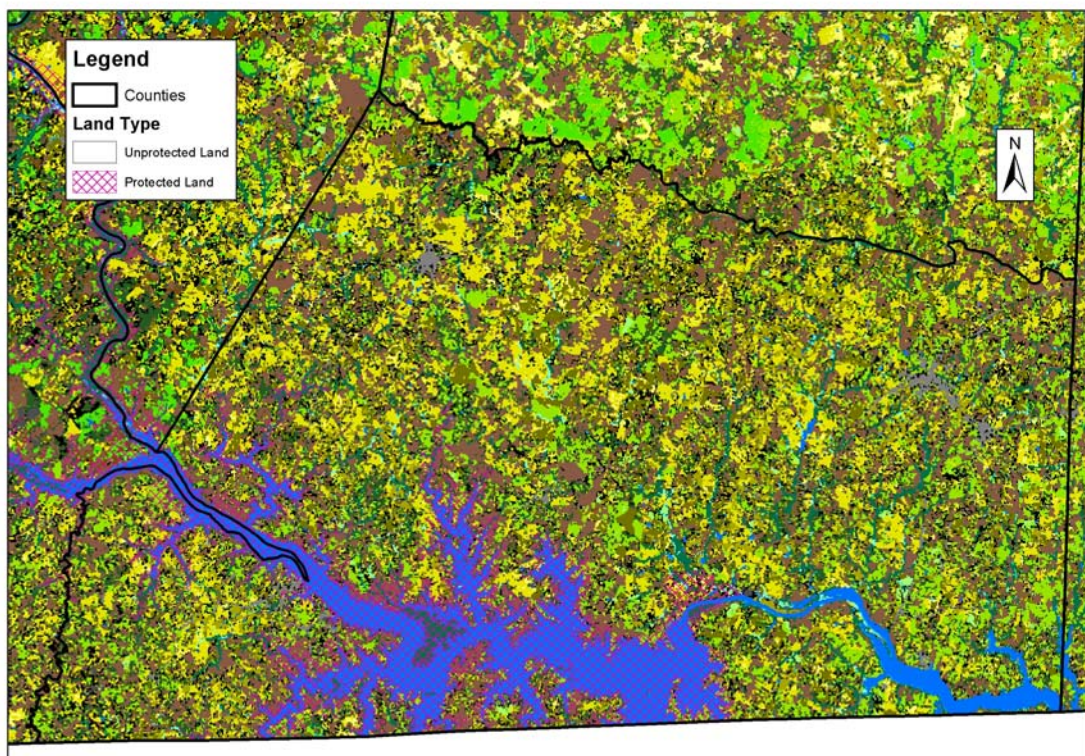 Legend
Counties
Land Type
Unprotected Land
Protected Land
N